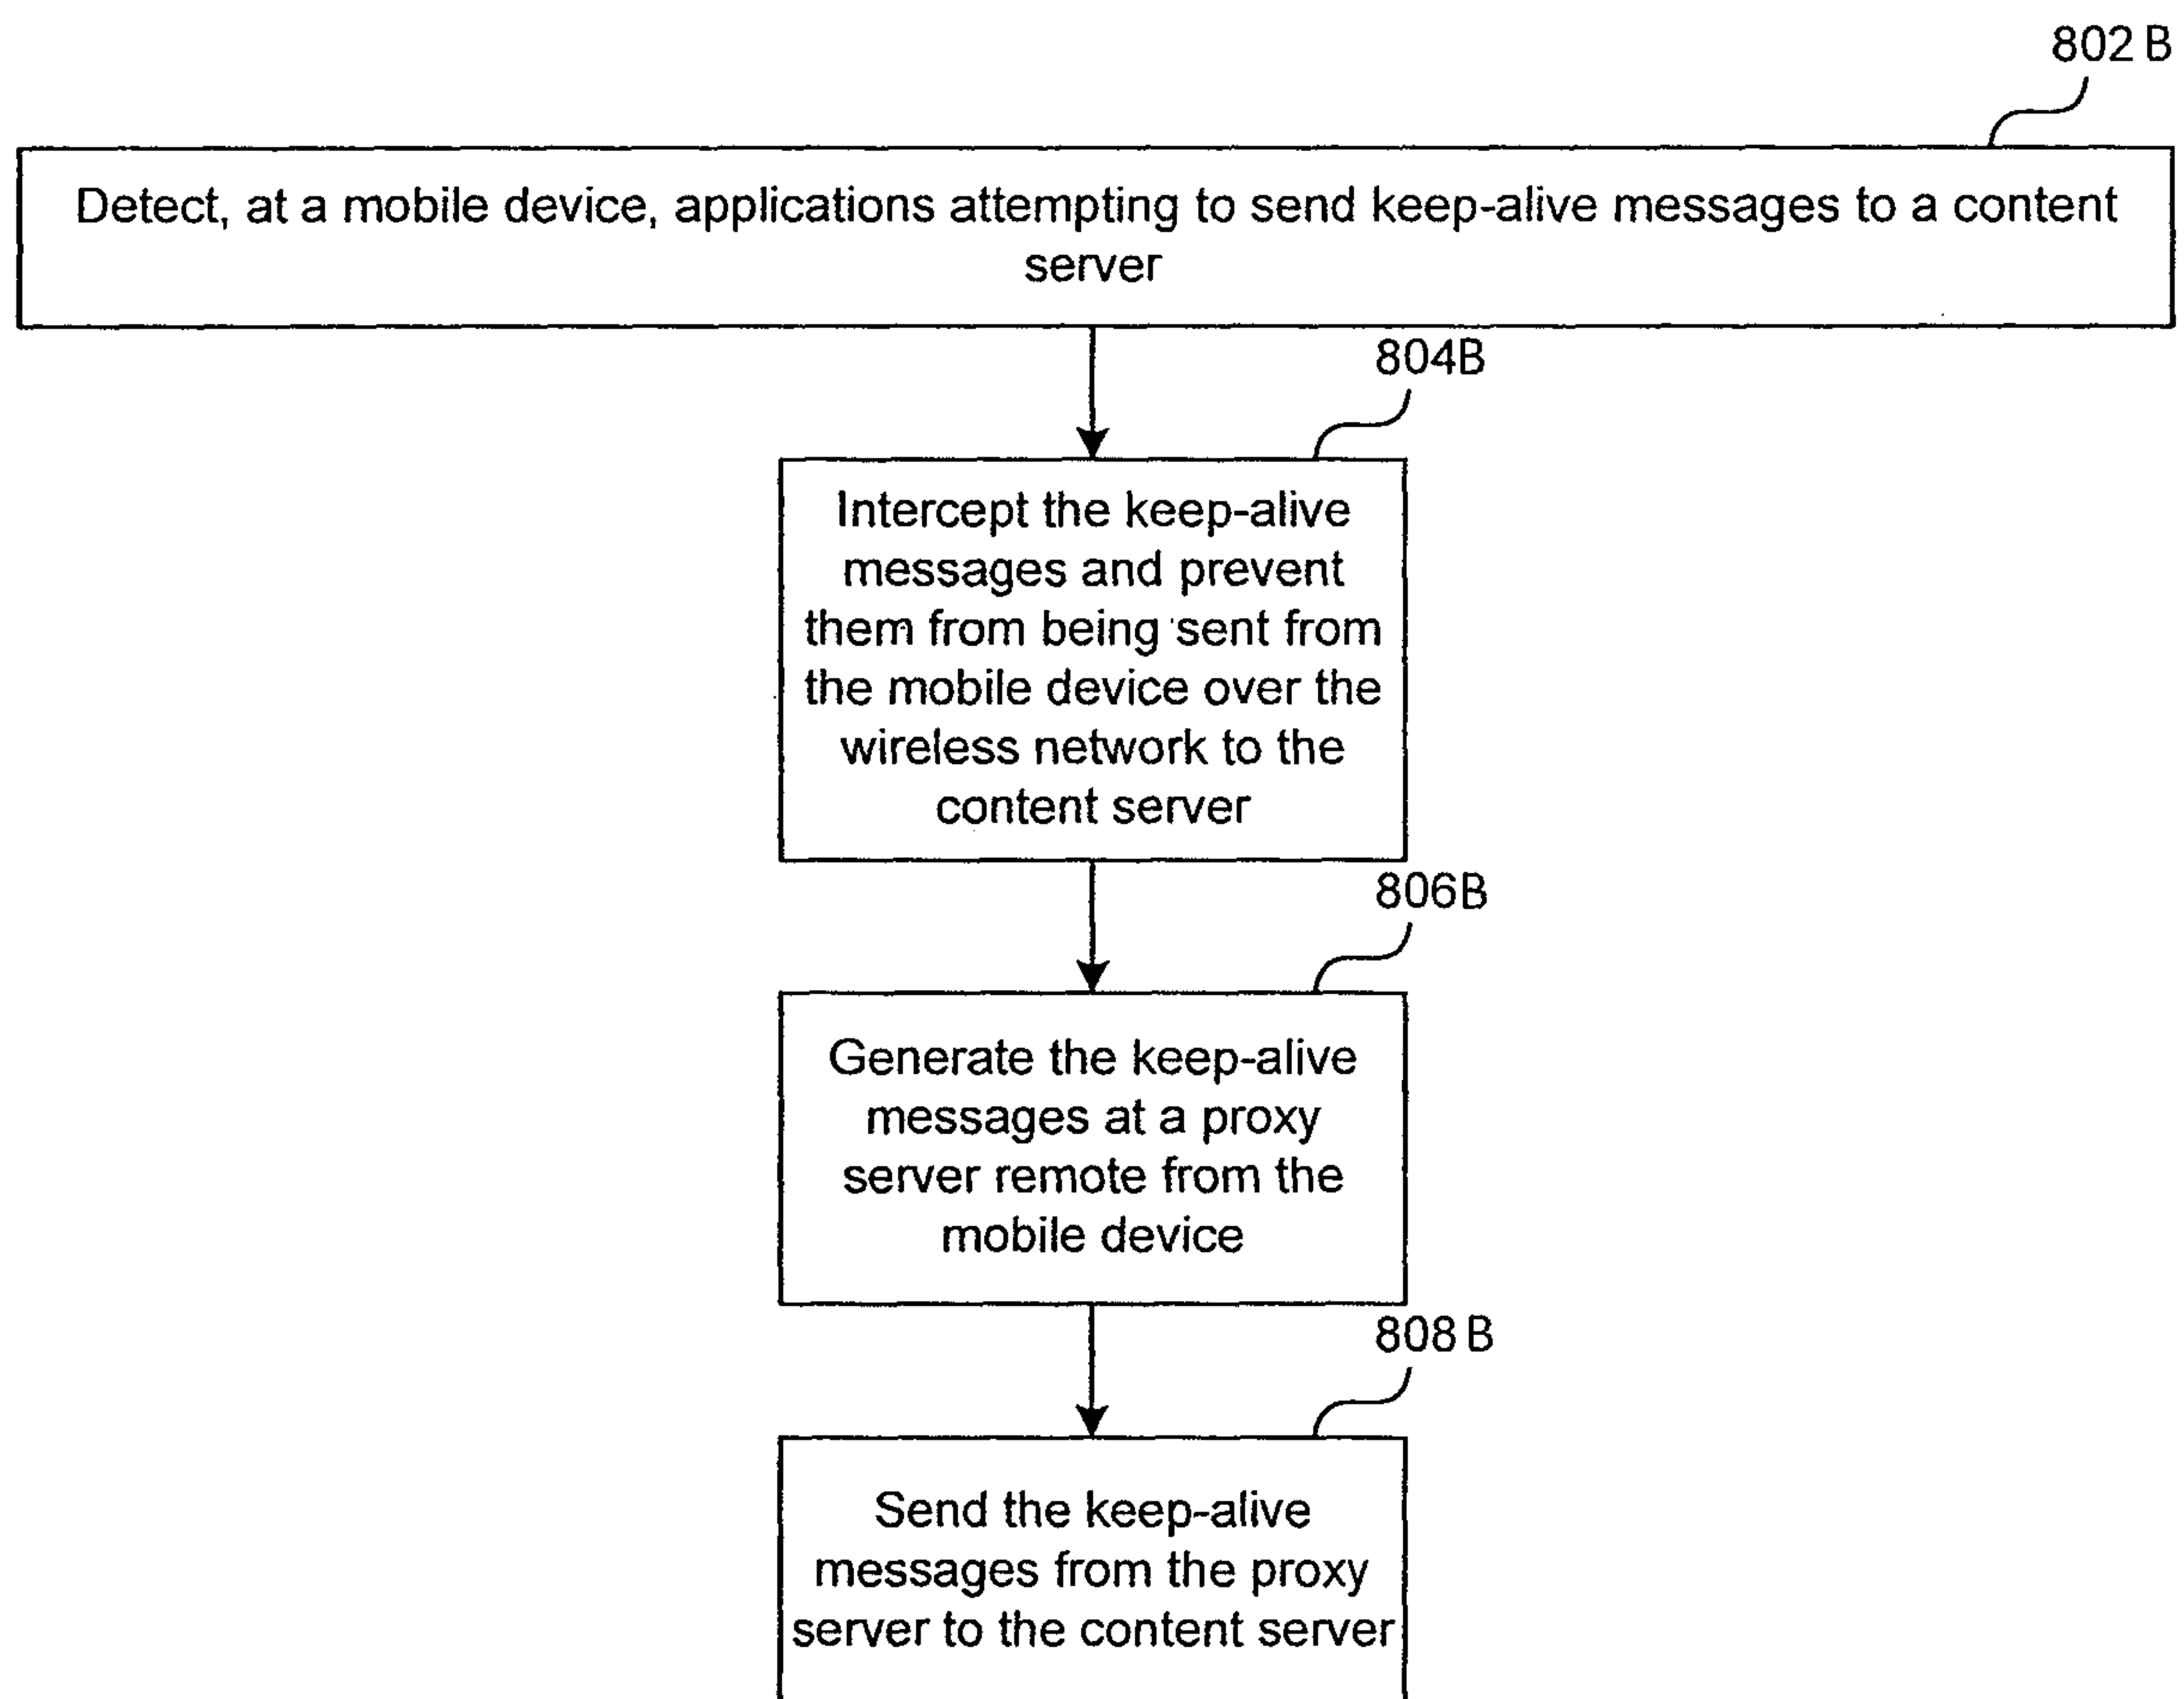 802 B
Detect, at a mobile device, applications attempting to send keep-alive messages to a content
server
804B
Intercept the keep-alive
messages and prevent
them from being sent from
the mobile device over the
wireless network to the
content server
806B
Generate the keep-alive
messages at a proxy
server remote from the
mobile device
808 B
Send the keep-alive
messages from the proxy
server to the content server